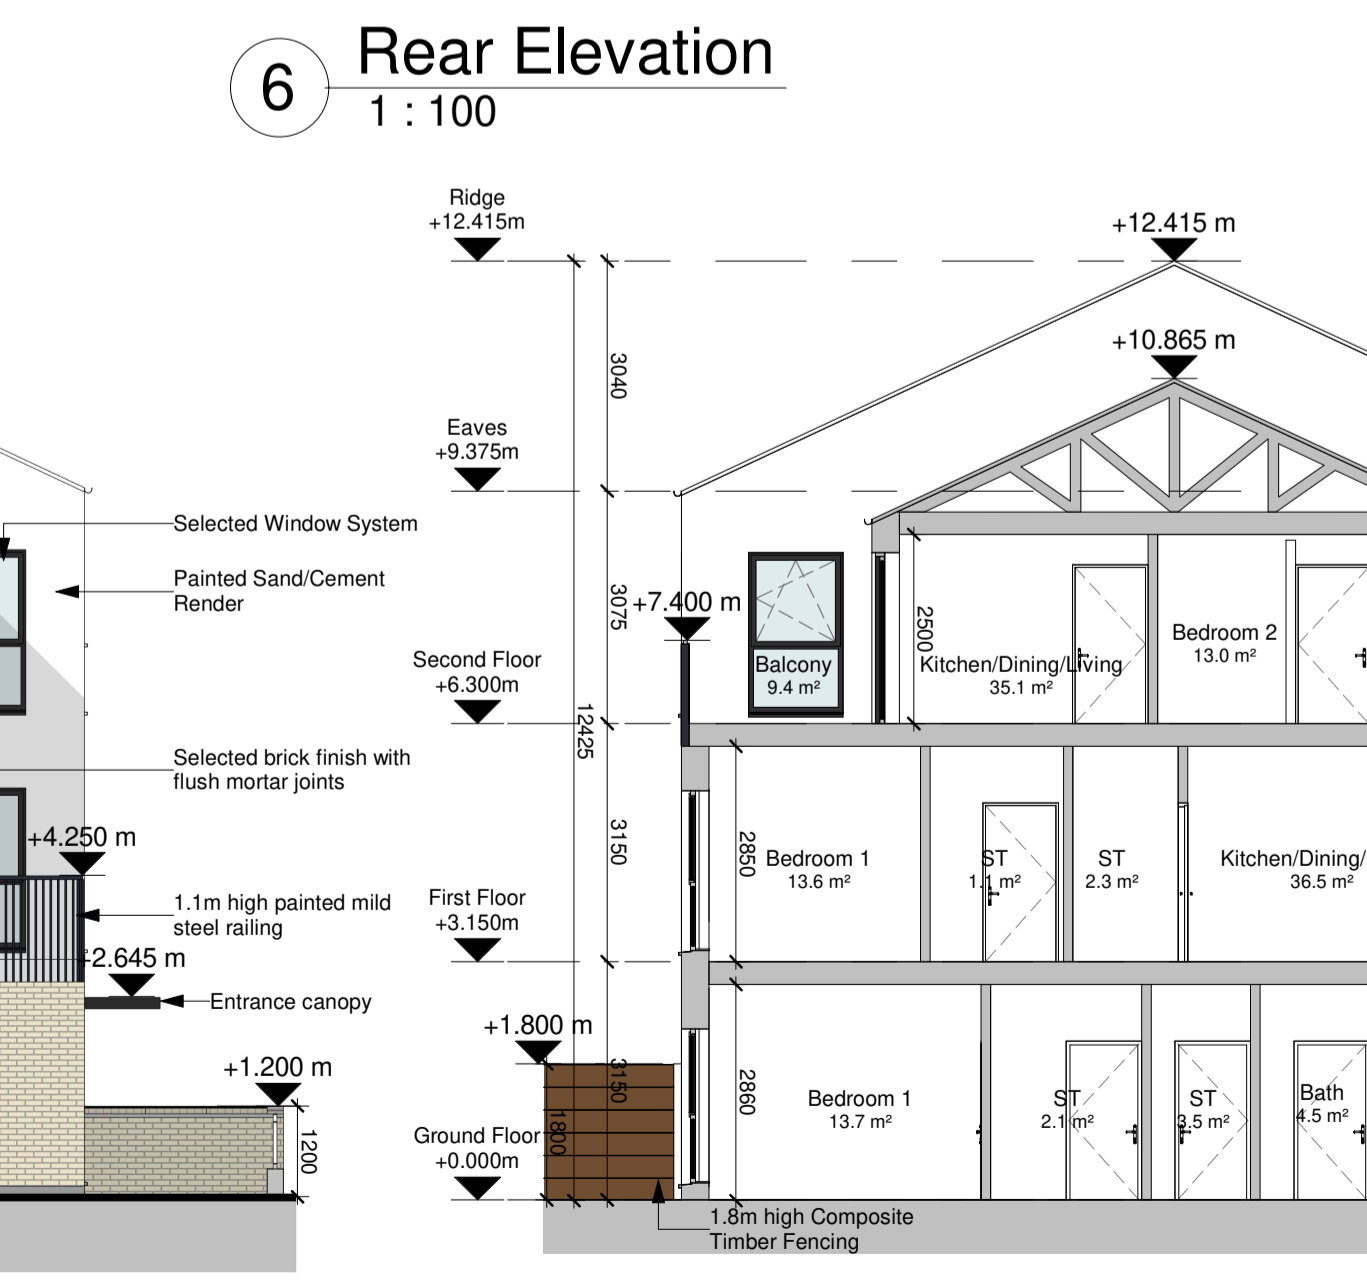 6
Rear Elevation
1 : 100
Ridge
+12.415m
+12.415 m
3040
+10.865 m
Eaves
+9.375m
Selected Window System
Painted Sand/Cement
Render
3075
+7.400 m
2500
Bedroom 2
13.0 m²
Second Floor
+6.300m
Balcony
9.4 m²
Kitchen/Dining/Living
35.1 m²
12425
Selected brick finish with
flush mortar joints
+4.250 m
3150
2850
Bedroom 1
13.6 m²
ST
1.1 m²
ST
2.3 m²
Kitchen/Dining/
36.5 m²
1.1m high painted mild
steel railing
First Floor
+3.150m
+2.645 m
Entrance canopy
+1.800 m
+1.200 m
3150
2860
1800
1200
Bedroom 1
13.7 m²
ST
2.1 m²
ST
3.5 m²
Bath
4.5 m²
Ground Floor
+0.000m
1.8m high Composite
Timber Fencing